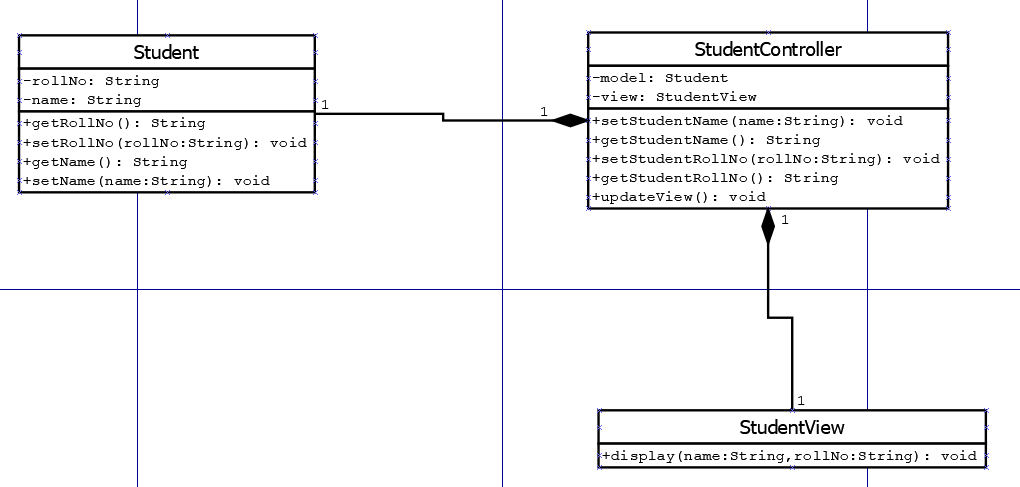 Student
-rollNo: String
-name: String
+getRollNo(): String
+setRollNo(rollNo:String): void
+getName(): String
+setName(name:String): void
1
1
StudentController
-model: Student
-view: StudentView
+setStudentName(name:String): void
+getStudentName(): String
+setStudentRollNo(rollNo:String): void
+getStudentRollNo(): String
+updateView(): void
1
1
StudentView
+display(name:String,rollNo:String): void